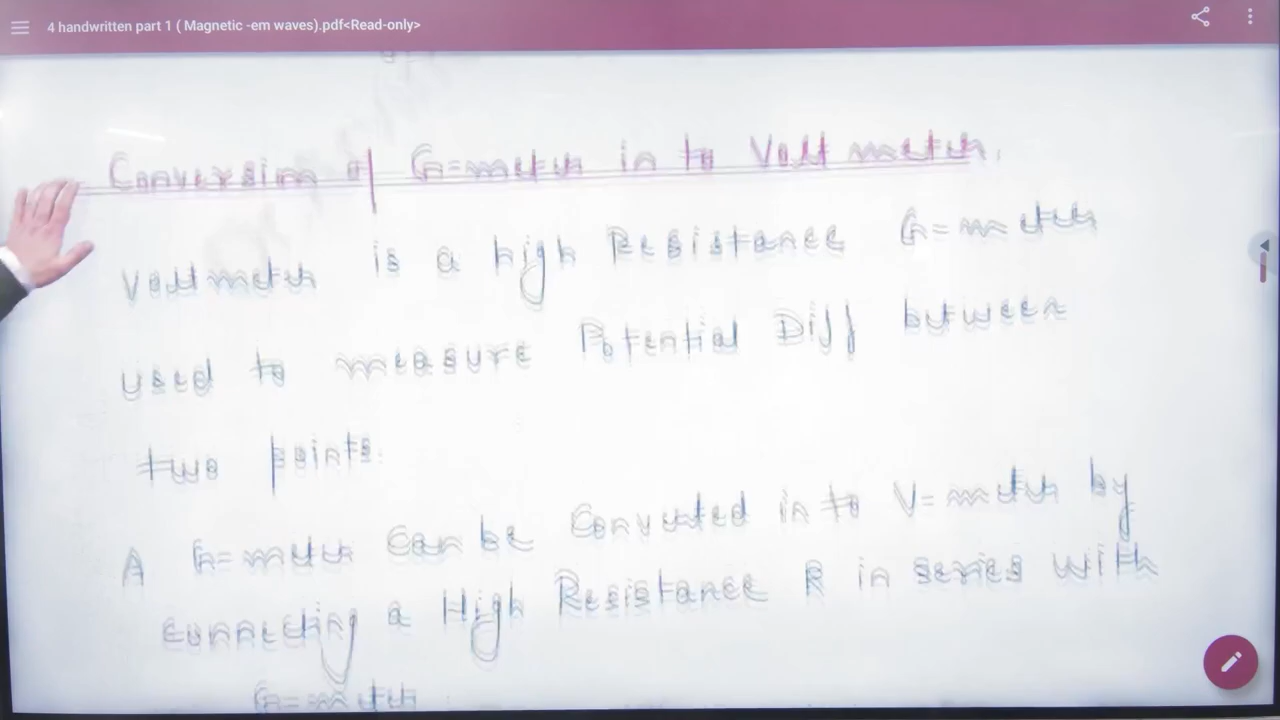 4 handwritten part 1 ( Magnetic -em waves).pdf<Read-only>
Conversion of G=meter in to Volt meter.
Voltmeter is a high Resistance G=meter
used to measure Potential Diff between
two points.
A G=meter can be Converted in to V=meter by
connecting a High Resistance R in series with
G=meter